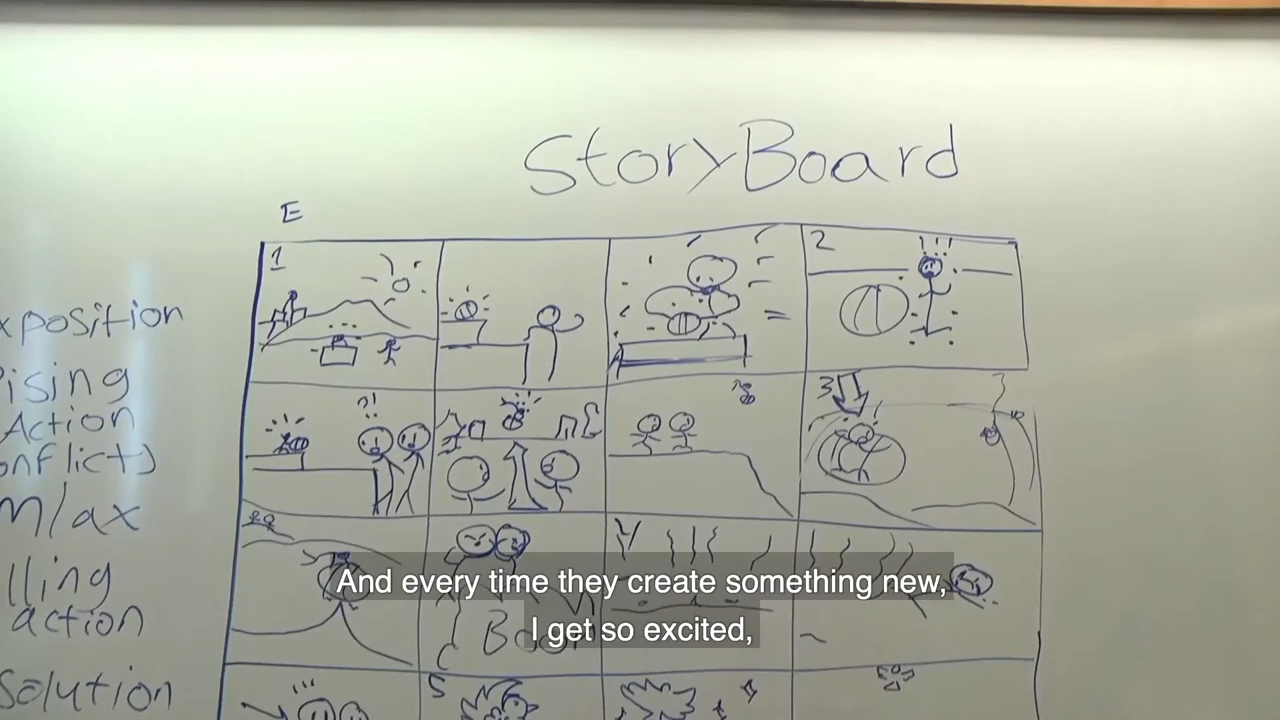 StoryBoard
E
1
2
xposition
ising
Action
onflicts
3
M/ax
lling
action
And every time they create something new,
I get so excited,
solution
5